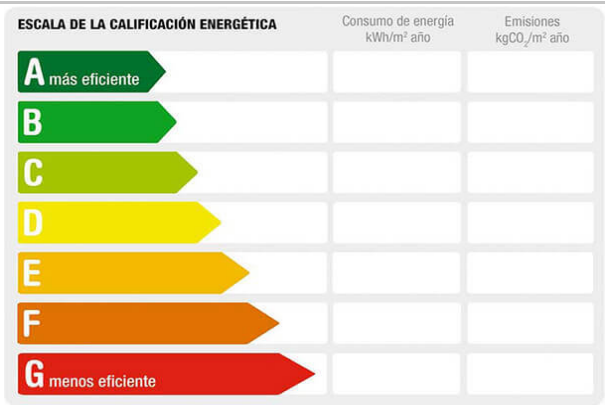 ESCALA DE LA CALIFICACIÓN ENERGÉTICA
Consumo de energía
kWh/m² año
Emisiones
kgCO₂/m² año
A más eficiente
B
C
D
E
F
G menos eficiente